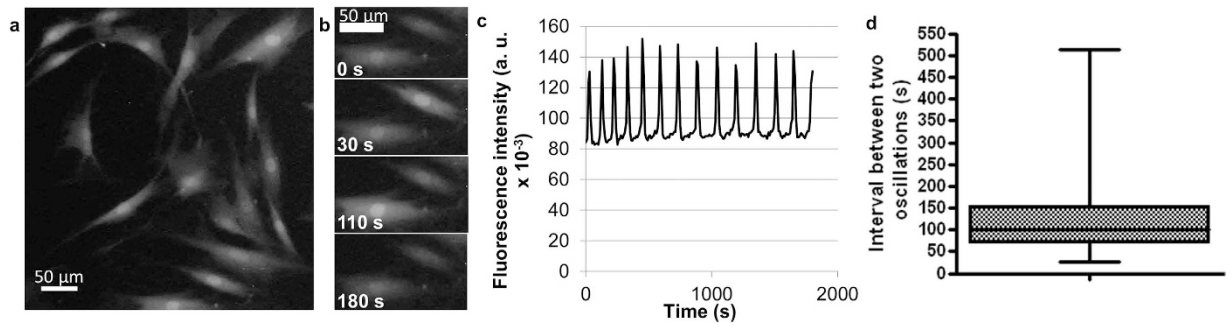 a
50 µm
b
50 µm
0 s
30 s
110 s
180 s
c
Fluorescence intensity (a. u.
x 10⁻³)
160
140
120
100
80
60
40
20
0
0
1000
2000
Time (s)
d
Interval between two
oscillations (s)
550
500
450
400
350
300
250
200
150
100
50
0